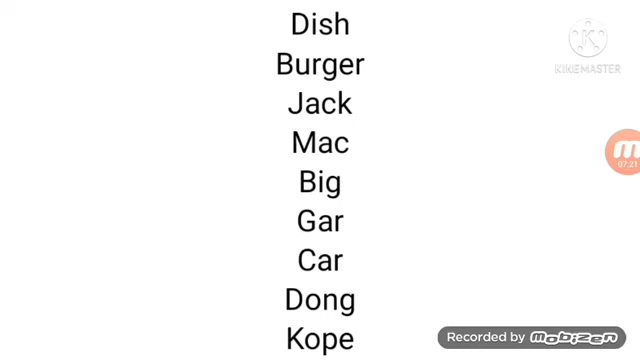 Dish
Burger
Jack
Mac
Big
Gar
Car
Dong
Kope
KINEMASTER
07:21
Recorded by mobizen